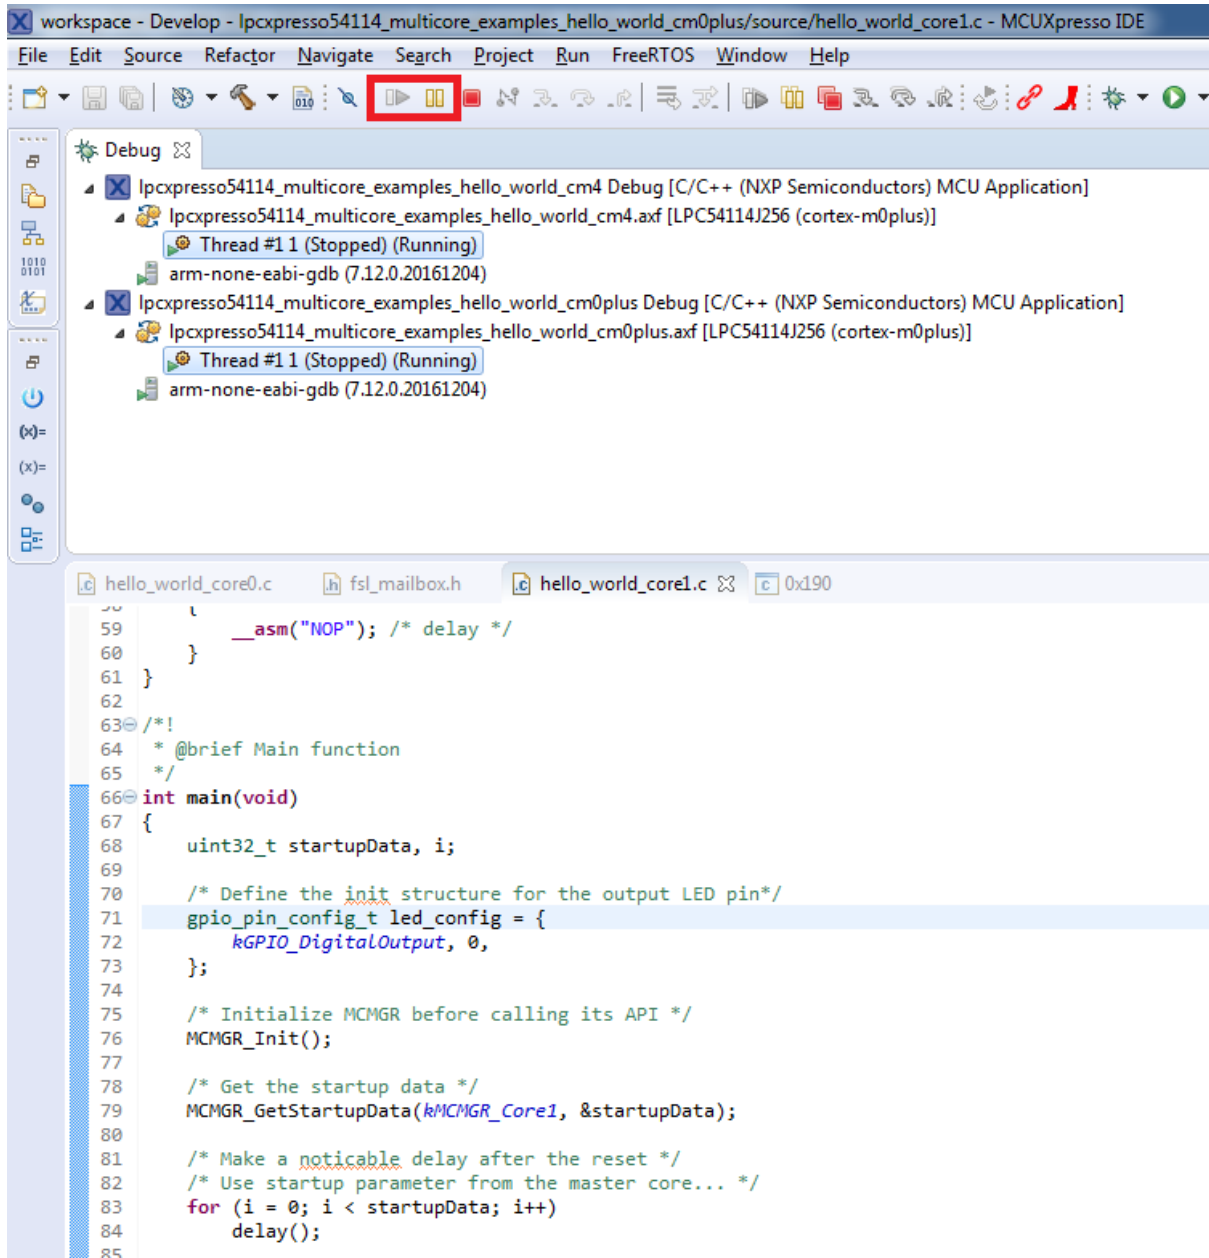 workspace - Develop - lpcxpresso54114_multicore_examples_hello_world_cm0plus/source/hello_world_core1.c - MCUXpresso IDE
File Edit Source Refactor Navigate Search Project Run FreeRTOS Window Help
010
Debug
lpcxpresso54114_multicore_examples_hello_world_cm4 Debug [C/C++ (NXP Semiconductors) MCU Application]
lpcxpresso54114_multicore_examples_hello_world_cm4.axf [LPC54114J256 (cortex-m0plus)]
Thread #1 1 (Stopped) (Running)
arm-none-eabi-gdb (7.12.0.20161204)
lpcxpresso54114_multicore_examples_hello_world_cm0plus Debug [C/C++ (NXP Semiconductors) MCU Application]
lpcxpresso54114_multicore_examples_hello_world_cm0plus.axf [LPC54114J256 (cortex-m0plus)]
Thread #1 1 (Stopped) (Running)
arm-none-eabi-gdb (7.12.0.20161204)
1010
0101
(x)=
(x)=
hello_world_core0.c fsl_mailbox.h hello_world_core1.c 0x190
58 {
59 __asm("NOP"); /* delay */
60 }
61 }
62
63 /*!
64 * @brief Main function
65 */
66 int main(void)
67 {
68 uint32_t startupData, i;
69
70 /* Define the init structure for the output LED pin*/
71 gpio_pin_config_t led_config = {
72 kGPIO_DigitalOutput, 0,
73 };
74
75 /* Initialize MCMGR before calling its API */
76 MCMGR_Init();
77
78 /* Get the startup data */
79 MCMGR_GetStartupData(kMCMGR_Core1, &startupData);
80
81 /* Make a noticable delay after the reset */
82 /* Use startup parameter from the master core... */
83 for (i = 0; i < startupData; i++)
84 delay();
85